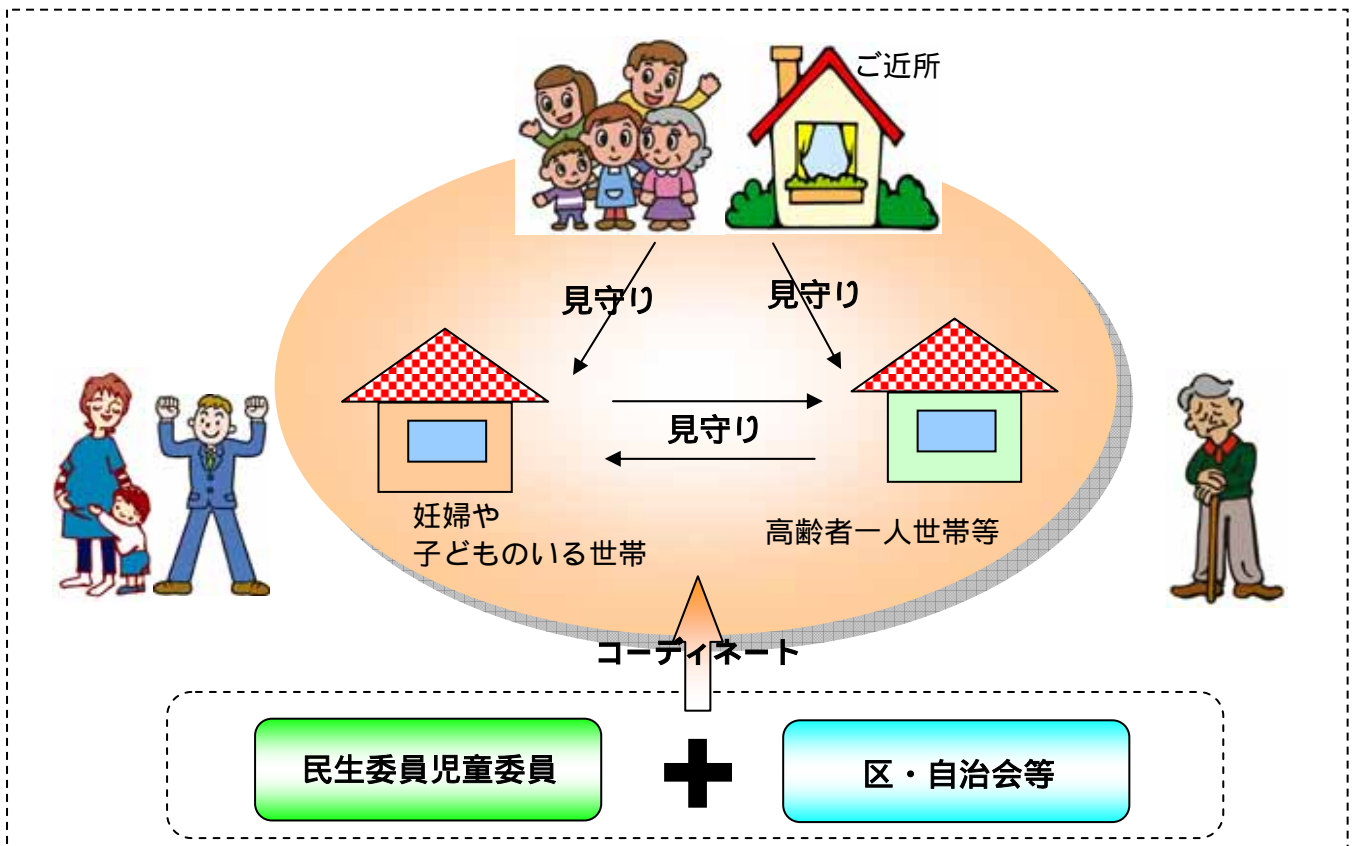 ご近所
見守り
見守り
見守り
妊婦や
子どものいる世帯
高齢者一人世帯等
コーディネート
民生委員児童委員
区・自治会等